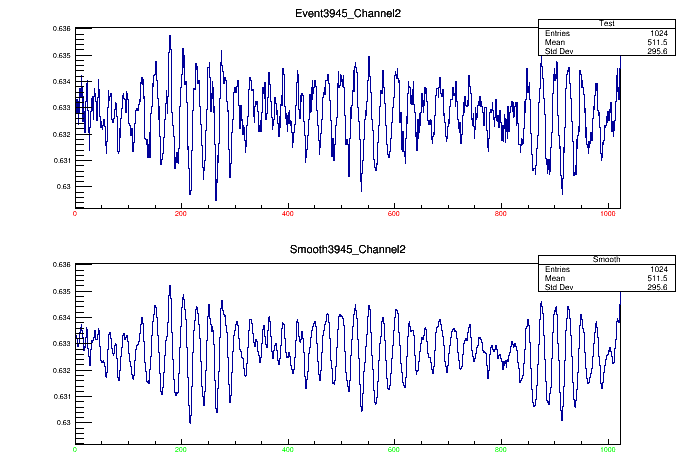 Event3945_Channel2
Test
Entries 1024
Mean 511.5
Std Dev 295.6
0.636
0.635
0.634
0.633
0.632
0.631
0.63
0 200 400 600 800 1000
Smooth3945_Channel2
Smooth
Entries 1024
Mean 511.5
Std Dev 295.6
0.636
0.635
0.634
0.633
0.632
0.631
0.63
0 200 400 600 800 1000